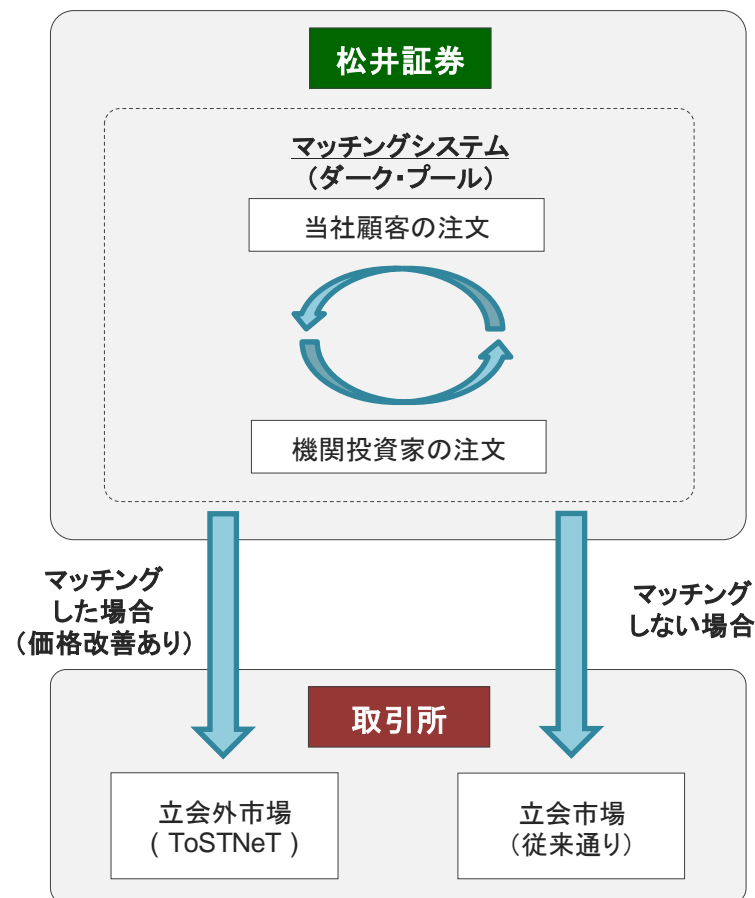 松井証券
マッチングシステム
（ダーク・プール）
当社顧客の注文
機関投資家の注文
マッチング
した場合
（価格改善あり）
マッチング
しない場合
取引所
立会外市場
( ToSTNeT )
立会市場
（従来通り）